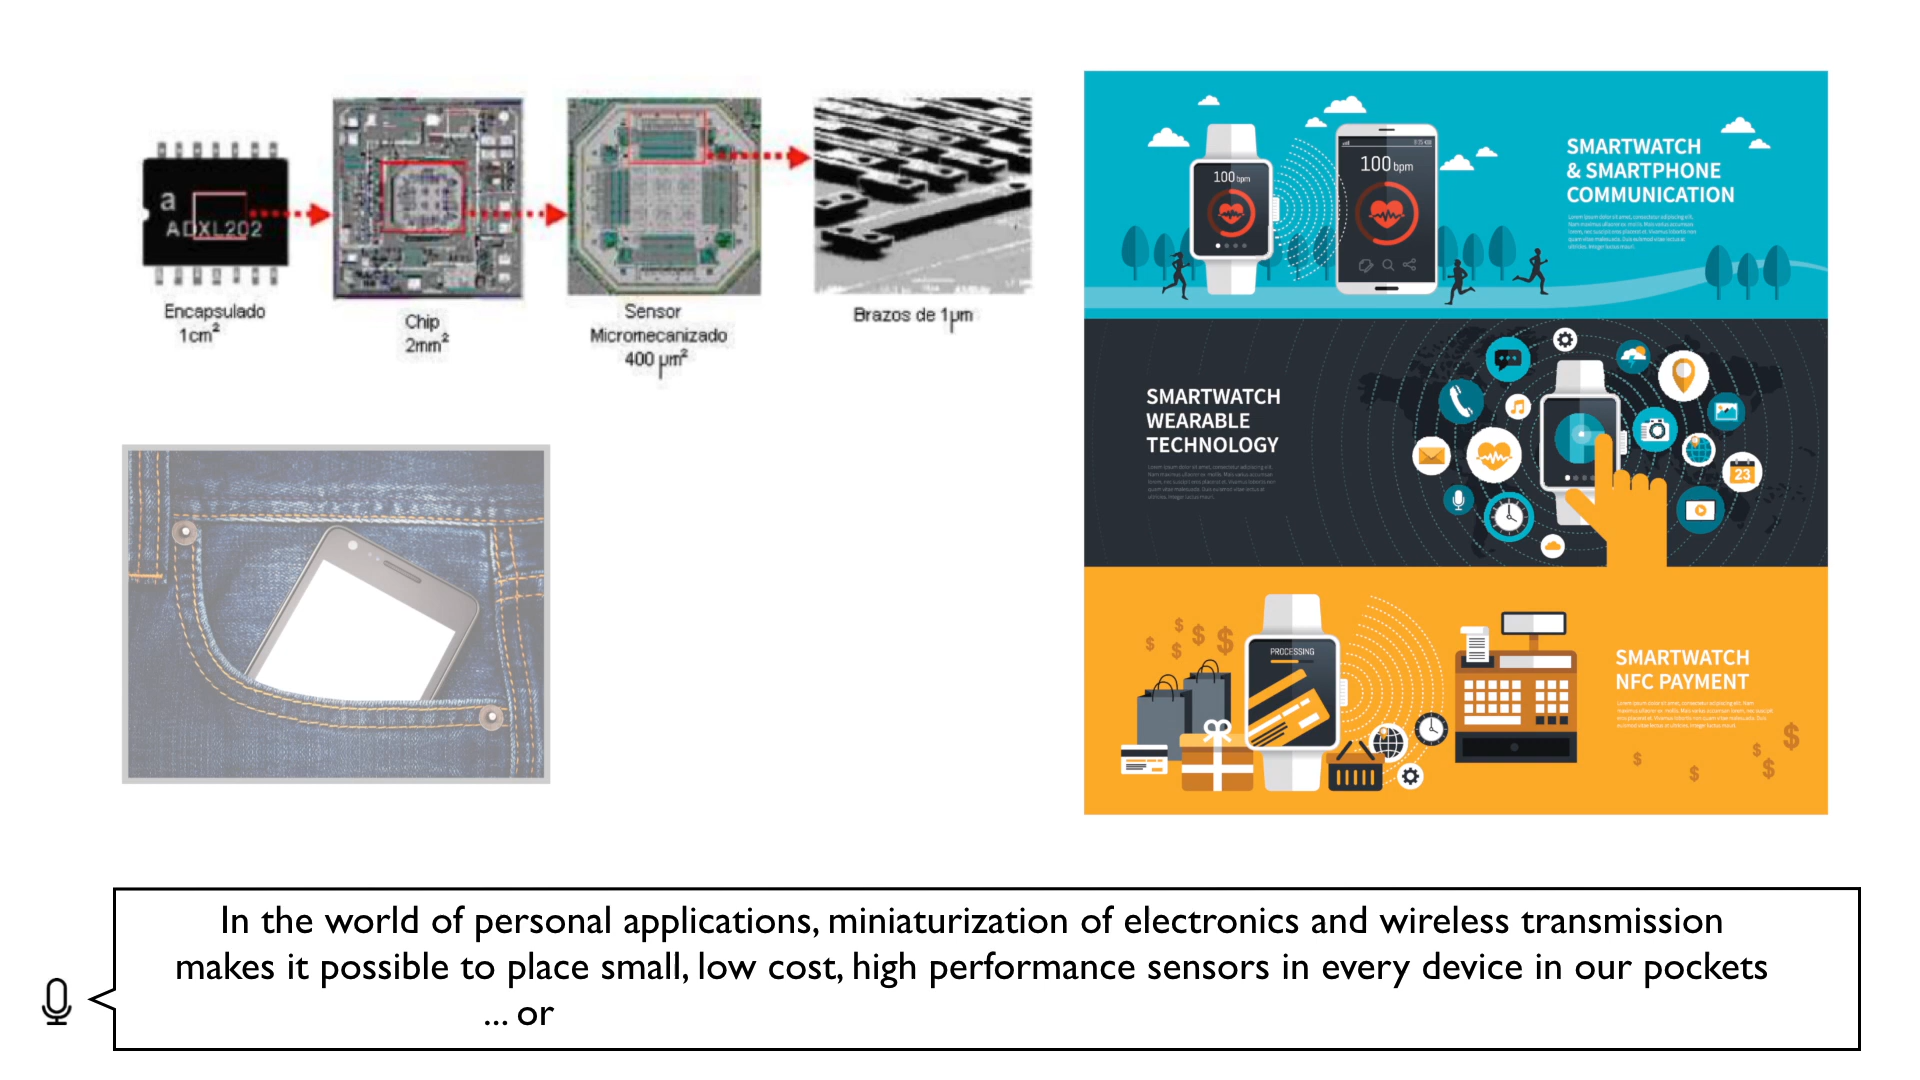 a
ADXL202
Encapsulado
1cm²
Chip
2mm²
Sensor
Micromecanizado
400 µm²
Brazos de 1µm
100 bpm
100 bpm
SMARTWATCH
& SMARTPHONE
COMMUNICATION
SMARTWATCH
WEARABLE
TECHNOLOGY
23
PROCESSING
SMARTWATCH
NFC PAYMENT
In the world of personal applications, miniaturization of electronics and wireless transmission
makes it possible to place small, low cost, high performance sensors in every device in our pockets
... or